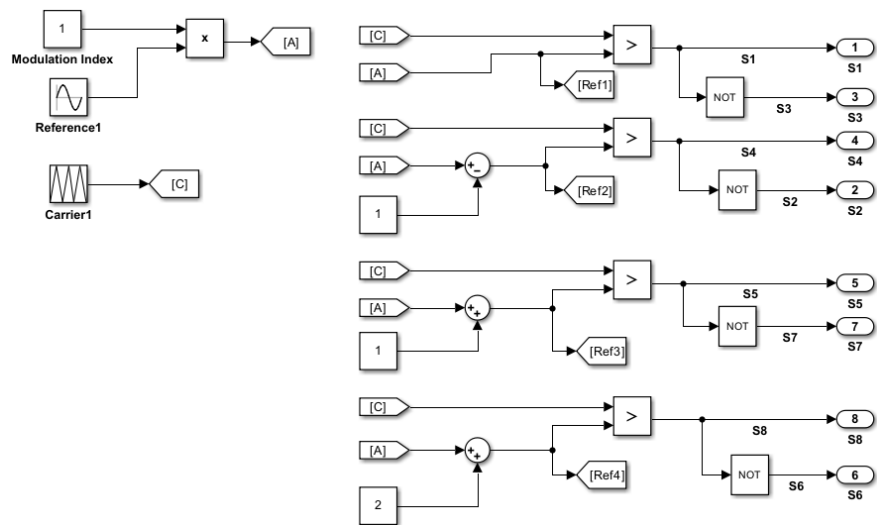 1
Modulation Index
x
[A]
Reference1
Carrier1
[C]
[C]
[A]
>
[Ref1]
S1
1
S1
NOT
S3
3
S3
[C]
[A]
+
−
1
>
[Ref2]
S4
4
S4
NOT
S2
2
S2
[C]
[A]
+
+
1
>
[Ref3]
S5
5
S5
NOT
S7
7
S7
[C]
[A]
+
+
2
>
[Ref4]
S8
8
S8
NOT
S6
6
S6